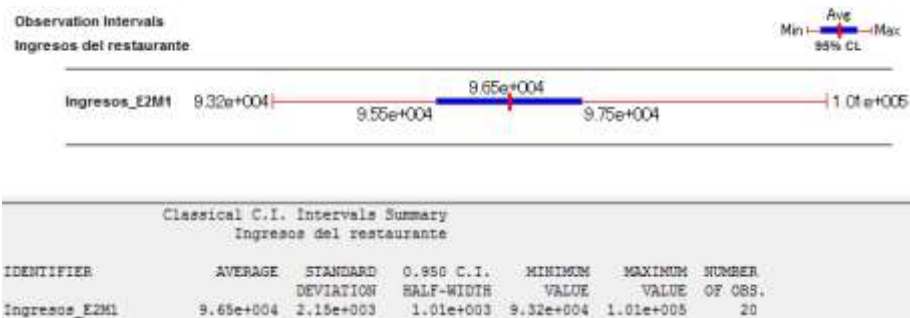 Observation Intervals
Ingresos del restaurante
Avg
Min Max
95% CL
9.65e+004
Ingresos_E2M1 9.32e+004 1.01e+005
9.55e+004 9.75e+004
Classical C.I. Intervals Summary
Ingresos del restaurante
IDENTIFIER AVERAGE STANDARD 0.950 C.I. MINIMUM MAXIMUM NUMBER
DEVIATION HALF-WIDTH VALUE VALUE OF OBS.
Ingresos_E2M1 9.65e+004 2.15e+003 1.01e+003 9.32e+004 1.01e+005 20